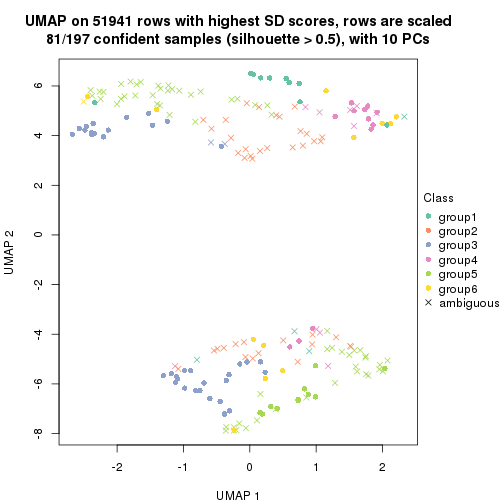 UMAP on 51941 rows with highest SD scores, rows are scaled
81/197 confident samples (silhouette > 0.5), with 10 PCs
6
4
2
0
-2
-4
-6
-8
UMAP 2
-2
-1
0
1
2
UMAP 1
Class
group1
group2
group3
group4
group5
group6
ambiguous